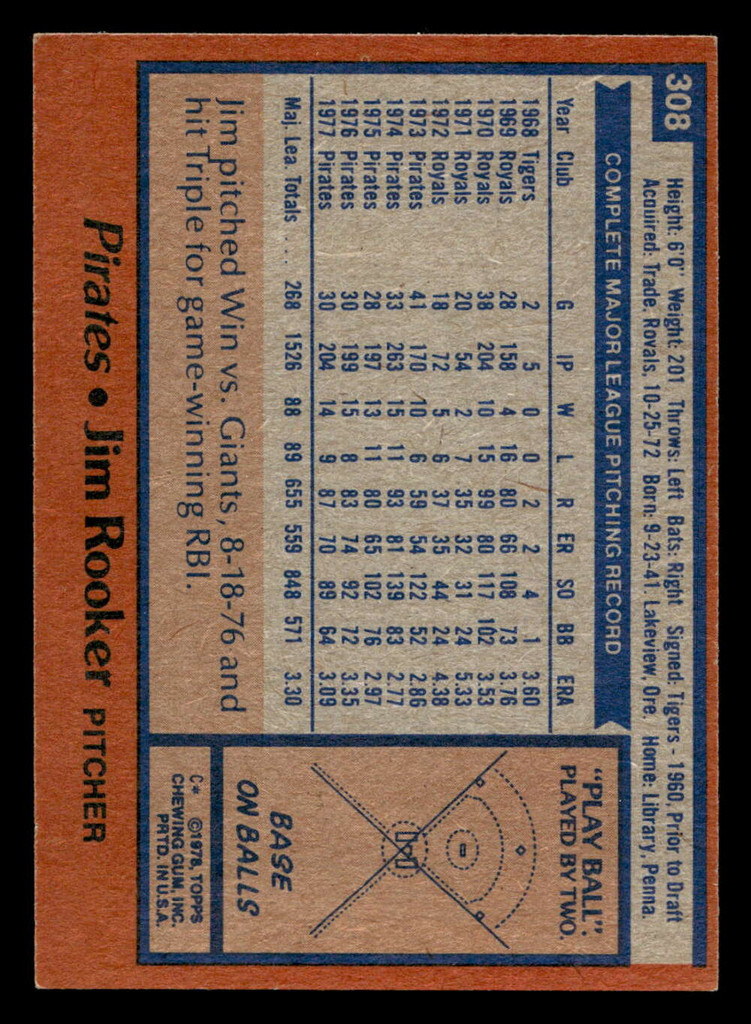 308
Height: 6'0" Weight: 201 Throws: Left Bats: Right Signed: Tigers - 1960, Prior to Draft
Acquired: Trade, Royals, 10-25-72 Born: 9-23-41, Lakeview, Ore. Home: Library, Penna.
COMPLETE MAJOR LEAGUE PITCHING RECORD
Year Club G IP W L R ER SO BB ERA
1968 Tigers 2 5 0 0 2 2 4 1 3.60
1969 Royals 28 158 4 16 80 66 108 73 3.76
1970 Royals 38 204 10 15 99 80 117 102 3.53
1971 Royals 20 54 2 7 35 32 31 24 5.33
1972 Royals 18 72 5 6 37 35 44 24 4.38
1973 Pirates 41 170 10 6 59 54 122 52 2.86
1974 Pirates 33 263 15 11 93 81 139 83 2.77
1975 Pirates 28 197 13 11 80 65 102 76 2.97
1976 Pirates 30 199 15 8 83 74 92 72 3.35
1977 Pirates 30 204 14 9 87 70 89 64 3.09
Maj. Lea. Totals ... 268 1526 88 89 655 559 848 571 3.30
Jim pitched Win vs. Giants, 8-18-76 and
hit Triple for game-winning RBI.
"PLAY BALL":
PLAYED BY TWO.
BASE
ON BALLS
C* ©1978, TOPPS
CHEWING GUM, INC.
PRTD. IN U.S.A.
Pirates • Jim Rooker PITCHER